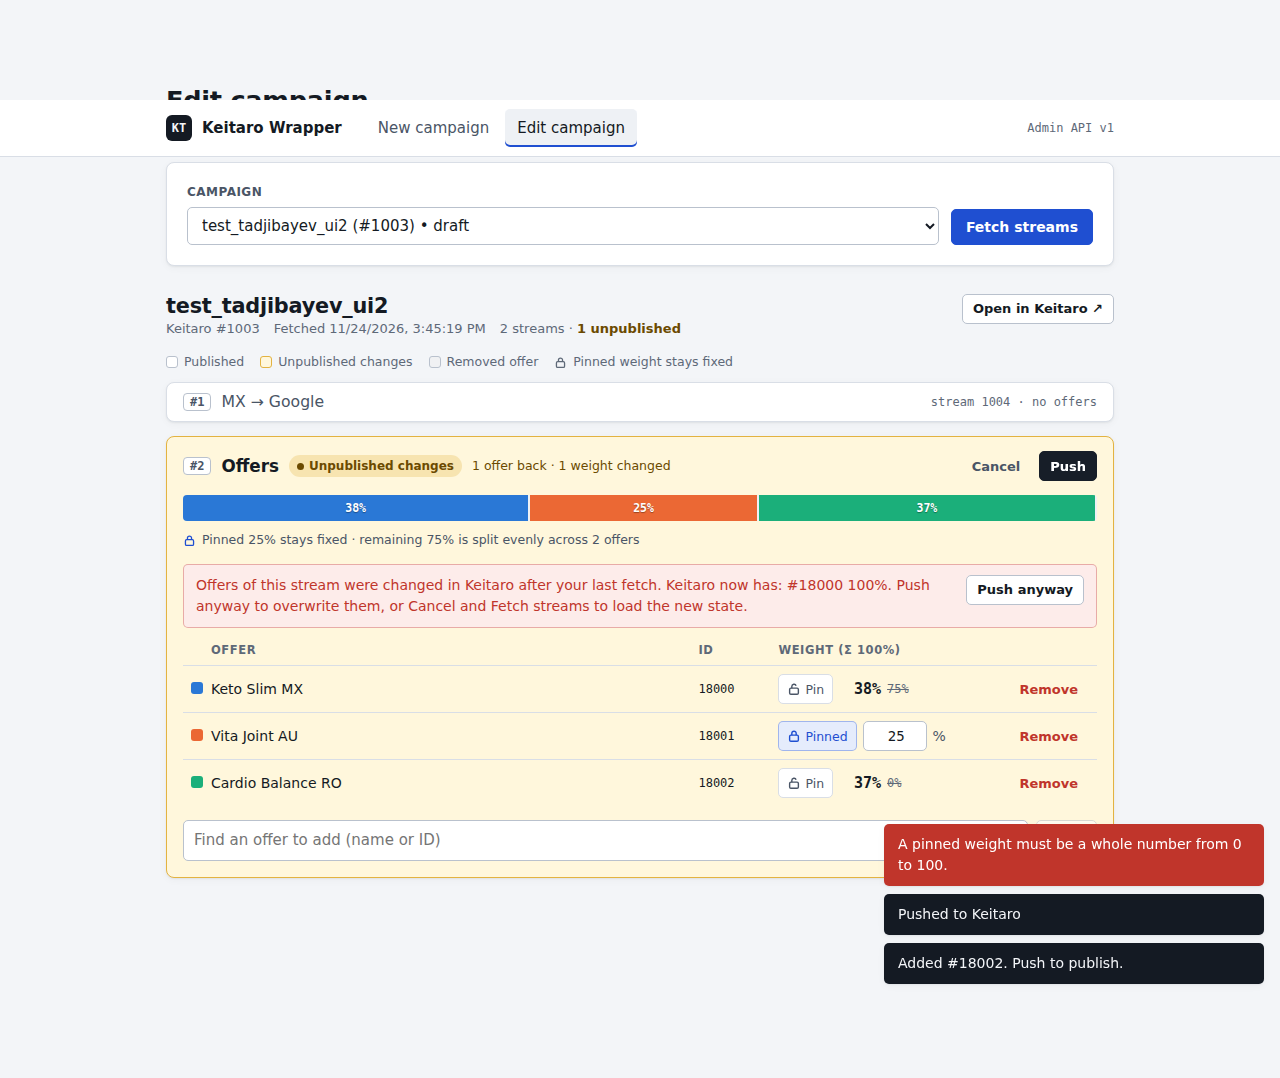 Edit campaign
KT Keitaro Wrapper New campaign Edit campaign Admin API v1
CAMPAIGN
test_tadjibayev_ui2 (#1003) • draft Fetch streams
test_tadjibayev_ui2 Open in Keitaro ↗
Keitaro #1003 Fetched 11/24/2026, 3:45:19 PM 2 streams · 1 unpublished
Published Unpublished changes Removed offer Pinned weight stays fixed
#1 MX → Google stream 1004 · no offers
#2 Offers Unpublished changes 1 offer back · 1 weight changed Cancel Push
38% 25% 37%
Pinned 25% stays fixed · remaining 75% is split evenly across 2 offers
Offers of this stream were changed in Keitaro after your last fetch. Keitaro now has: #18000 100%. Push
anyway to overwrite them, or Cancel and Fetch streams to load the new state.
Push anyway
OFFER ID WEIGHT (Σ 100%)
Keto Slim MX 18000 Pin 38% 75% Remove
Vita Joint AU 18001 Pinned 25 % Remove
Cardio Balance RO 18002 Pin 37% 0% Remove
Find an offer to add (name or ID)
A pinned weight must be a whole number from 0
to 100.
Pushed to Keitaro
Added #18002. Push to publish.